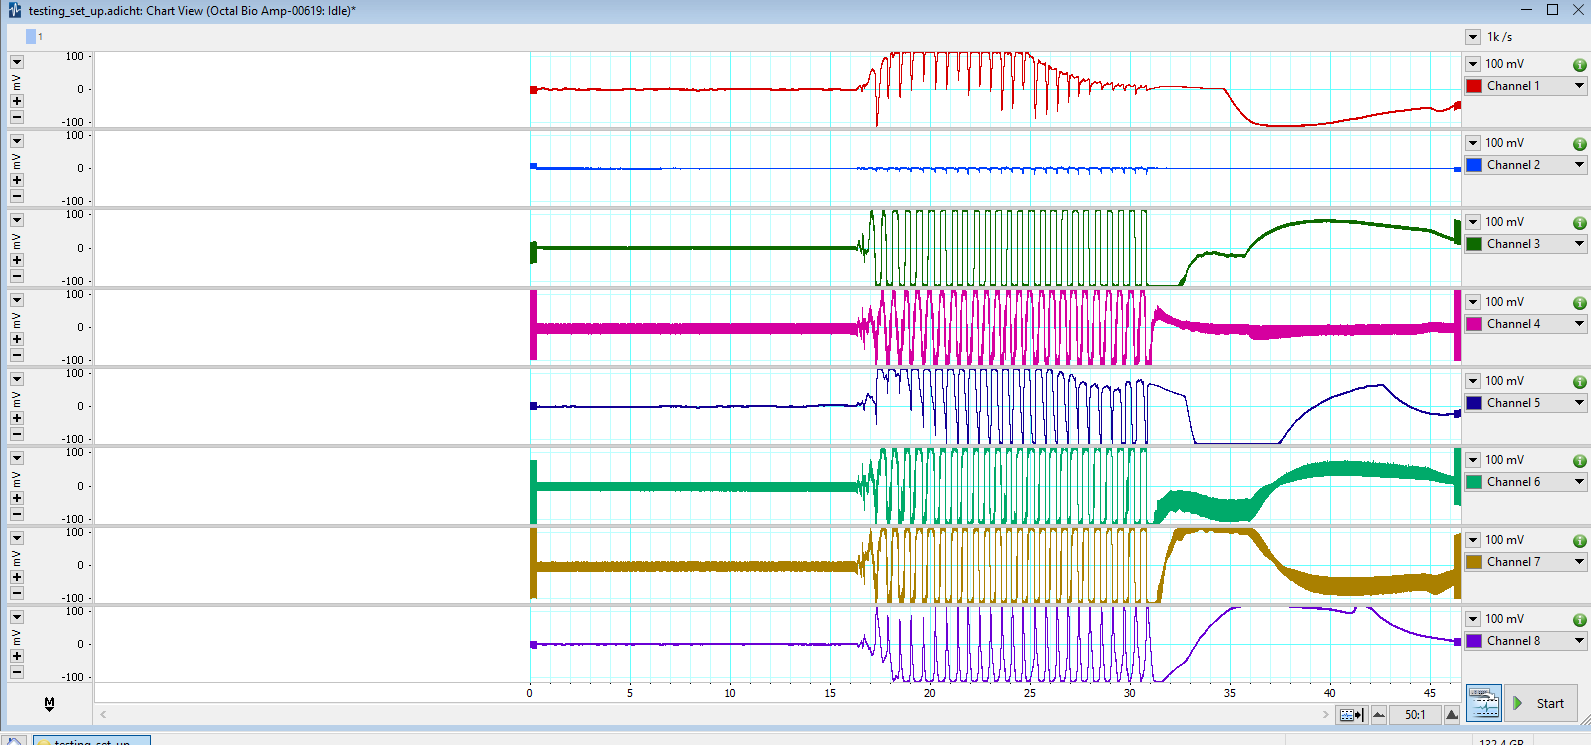 testing_set_up.adicht: Chart View (Octal Bio Amp-00619: Idle)*
1
1k /s
100
mV
0
-100
100 mV
Channel 1
100
mV
0
-100
100 mV
Channel 2
100
mV
0
-100
100 mV
Channel 3
100
mV
0
-100
100 mV
Channel 4
100
mV
0
-100
100 mV
Channel 5
100
mV
0
-100
100 mV
Channel 6
100
mV
0
-100
100 mV
Channel 7
100
mV
0
-100
100 mV
Channel 8
0 5 10 15 20 25 30 35 40 45
M
50:1
Start
testing_set_up
132.4 GB